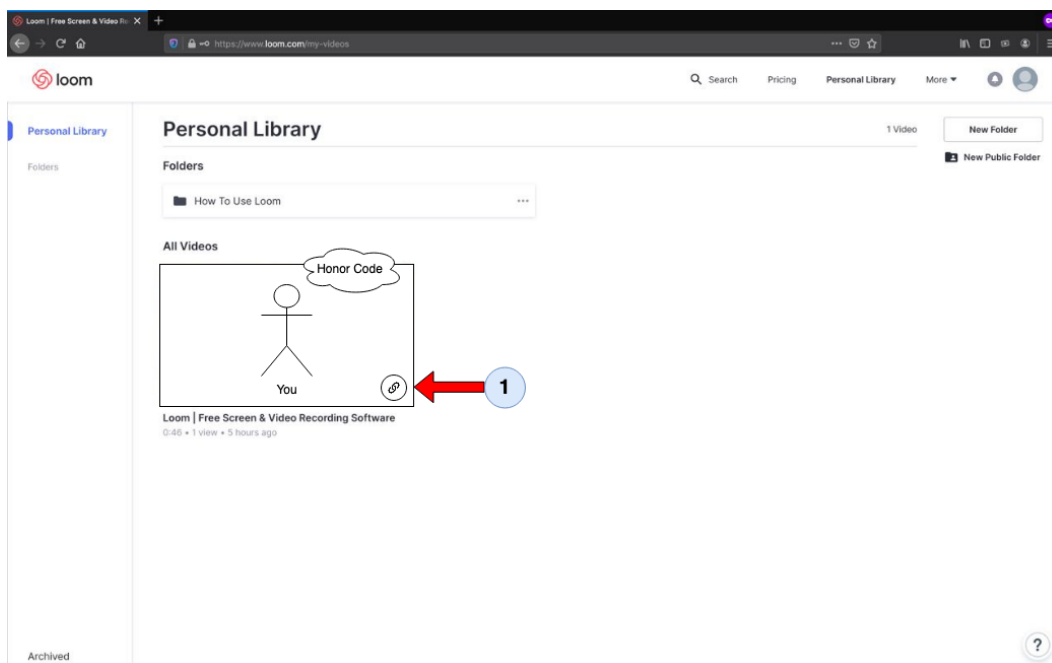 Loom | Free Screen & Video Re
https://www.loom.com/my-videos
loom
Search
Pricing
Personal Library
More
Personal Library
Folders
Personal Library
1 Video
New Folder
New Public Folder
Folders
How To Use Loom
All Videos
Honor Code
You
1
Loom | Free Screen & Video Recording Software
0:46 • 1 view • 5 hours ago
Archived
?